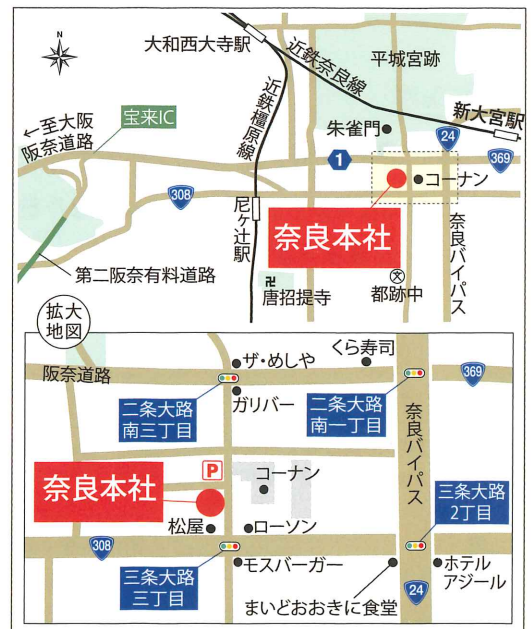 N
大和西大寺駅
近鉄奈良線
平城宮跡
新大宮駅
近鉄橿原線
朱雀門
宝来IC
←至大阪
阪奈道路
24
1
369
コーナン
308
尼ヶ辻駅
奈良本社
奈良バイパス
第二阪奈有料道路
卍
唐招提寺
文
都跡中
拡大
地図
ザ・めしや
くら寿司
阪奈道路
369
二条大路
南三丁目
ガリバー
二条大路
南一丁目
奈良バイパス
P
コーナン
奈良本社
三条大路
2丁目
松屋
ローソン
308
三条大路
三丁目
モスバーガー
ホテル
アジール
まいどおおきに食堂
24